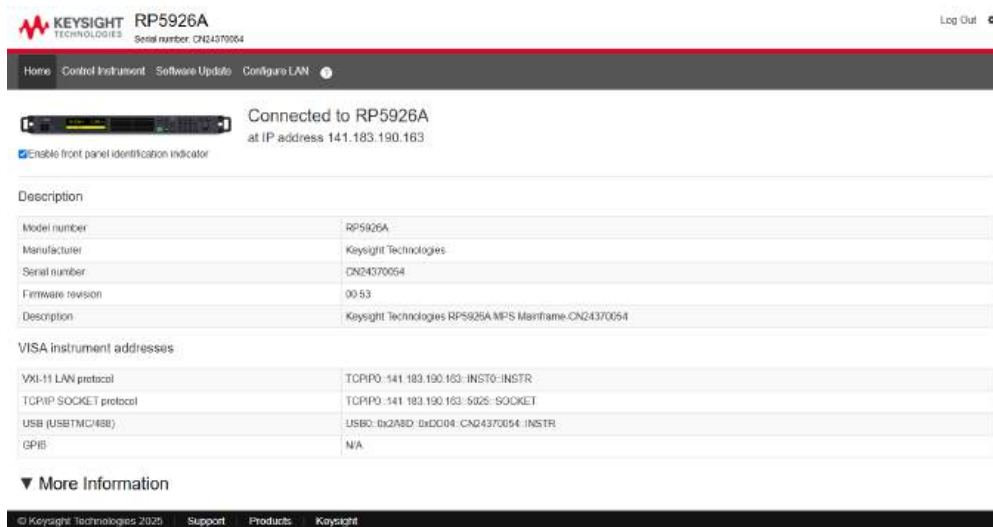 KEYSIGHT TECHNOLOGIES
RP5926A
Serial number: CN24370054
Log Out
Home Control Instrument Software Update Configure LAN ?
Connected to RP5926A
at IP address 141.183.190.163
Enable front panel identification indicator
Description
Model number RP5926A
Manufacturer Keysight Technologies
Serial number CN24370054
Firmware revision 00.53
Description Keysight Technologies RP5926A MPS Mainframe-CN24370054
VISA instrument addresses
VXI-11 LAN protocol TCPIP0::141.183.190.163::INST0::INSTR
TCP/IP SOCKET protocol TCPIP0::141.183.190.163::5025::SOCKET
USB (USBTMC/488) USB0::0x2A8D::0xDD04::CN24370054::INSTR
GPIB N/A
▼ More Information
© Keysight Technologies 2025 Support Products Keysight